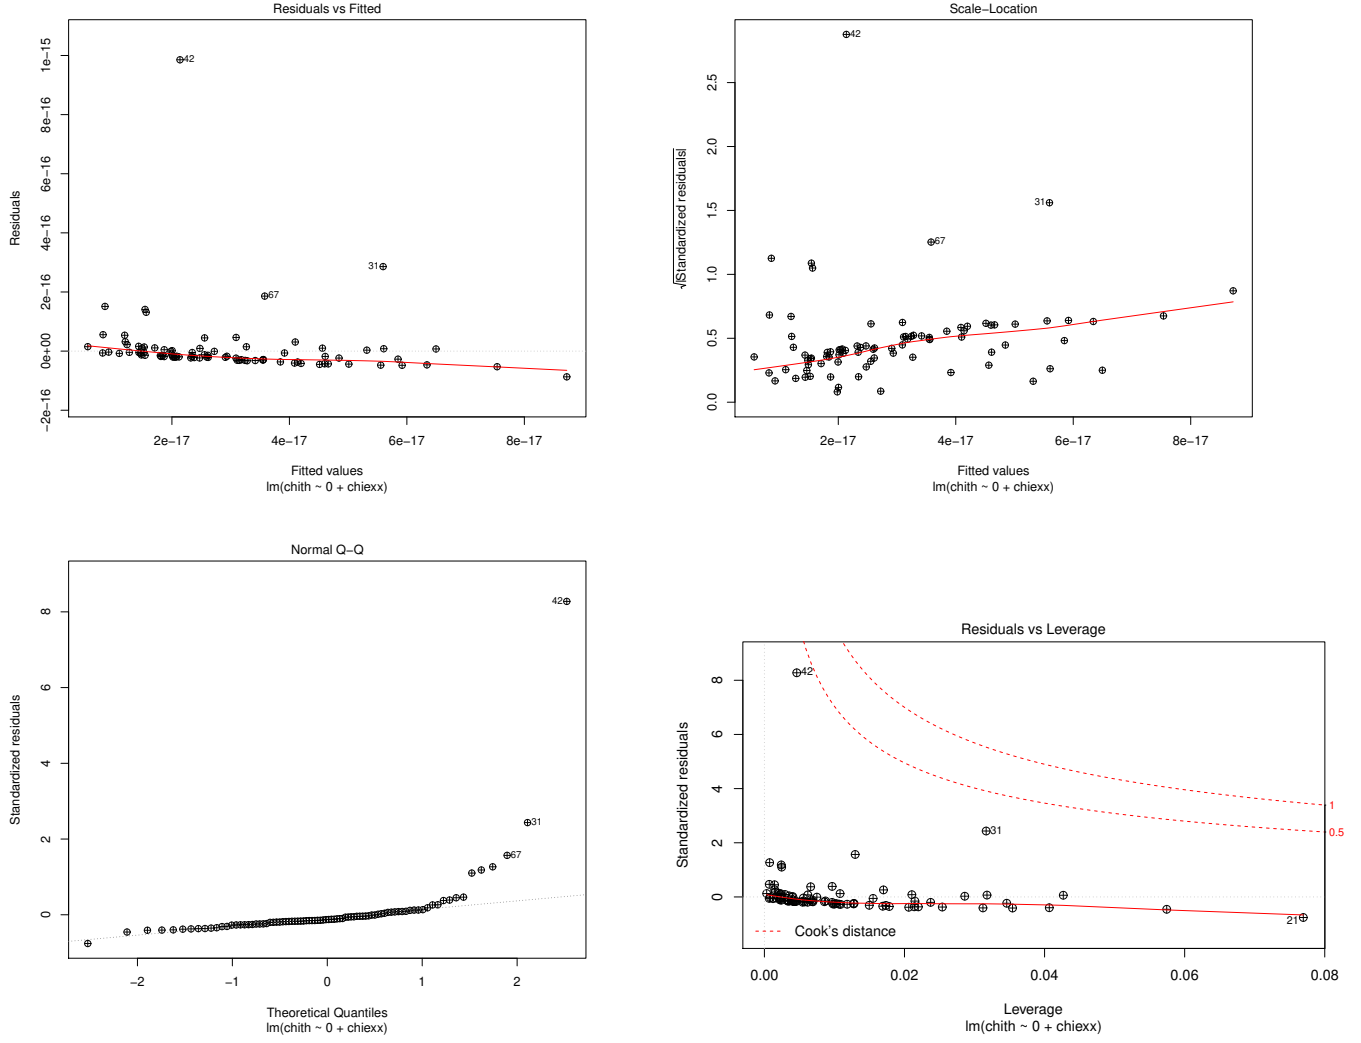 Residuals vs Fitted
1e−15
8e−16
6e−16
4e−16
2e−16
0e+00
−2e−16
Residuals
42
31
67
2e−17 4e−17 6e−17 8e−17
Fitted values
lm(chith ~ 0 + chiexx)
Scale−Location
2.5
2.0
1.5
1.0
0.5
0.0
√|Standardized residuals|
42
31
67
2e−17 4e−17 6e−17 8e−17
Fitted values
lm(chith ~ 0 + chiexx)
Normal Q−Q
8
6
4
2
0
Standardized residuals
42
31
67
−2 −1 0 1 2
Theoretical Quantiles
lm(chith ~ 0 + chiexx)
Residuals vs Leverage
8
6
4
2
0
Standardized residuals
42
31
21
1
0.5
Cook's distance
0.00 0.02 0.04 0.06 0.08
Leverage
lm(chith ~ 0 + chiexx)